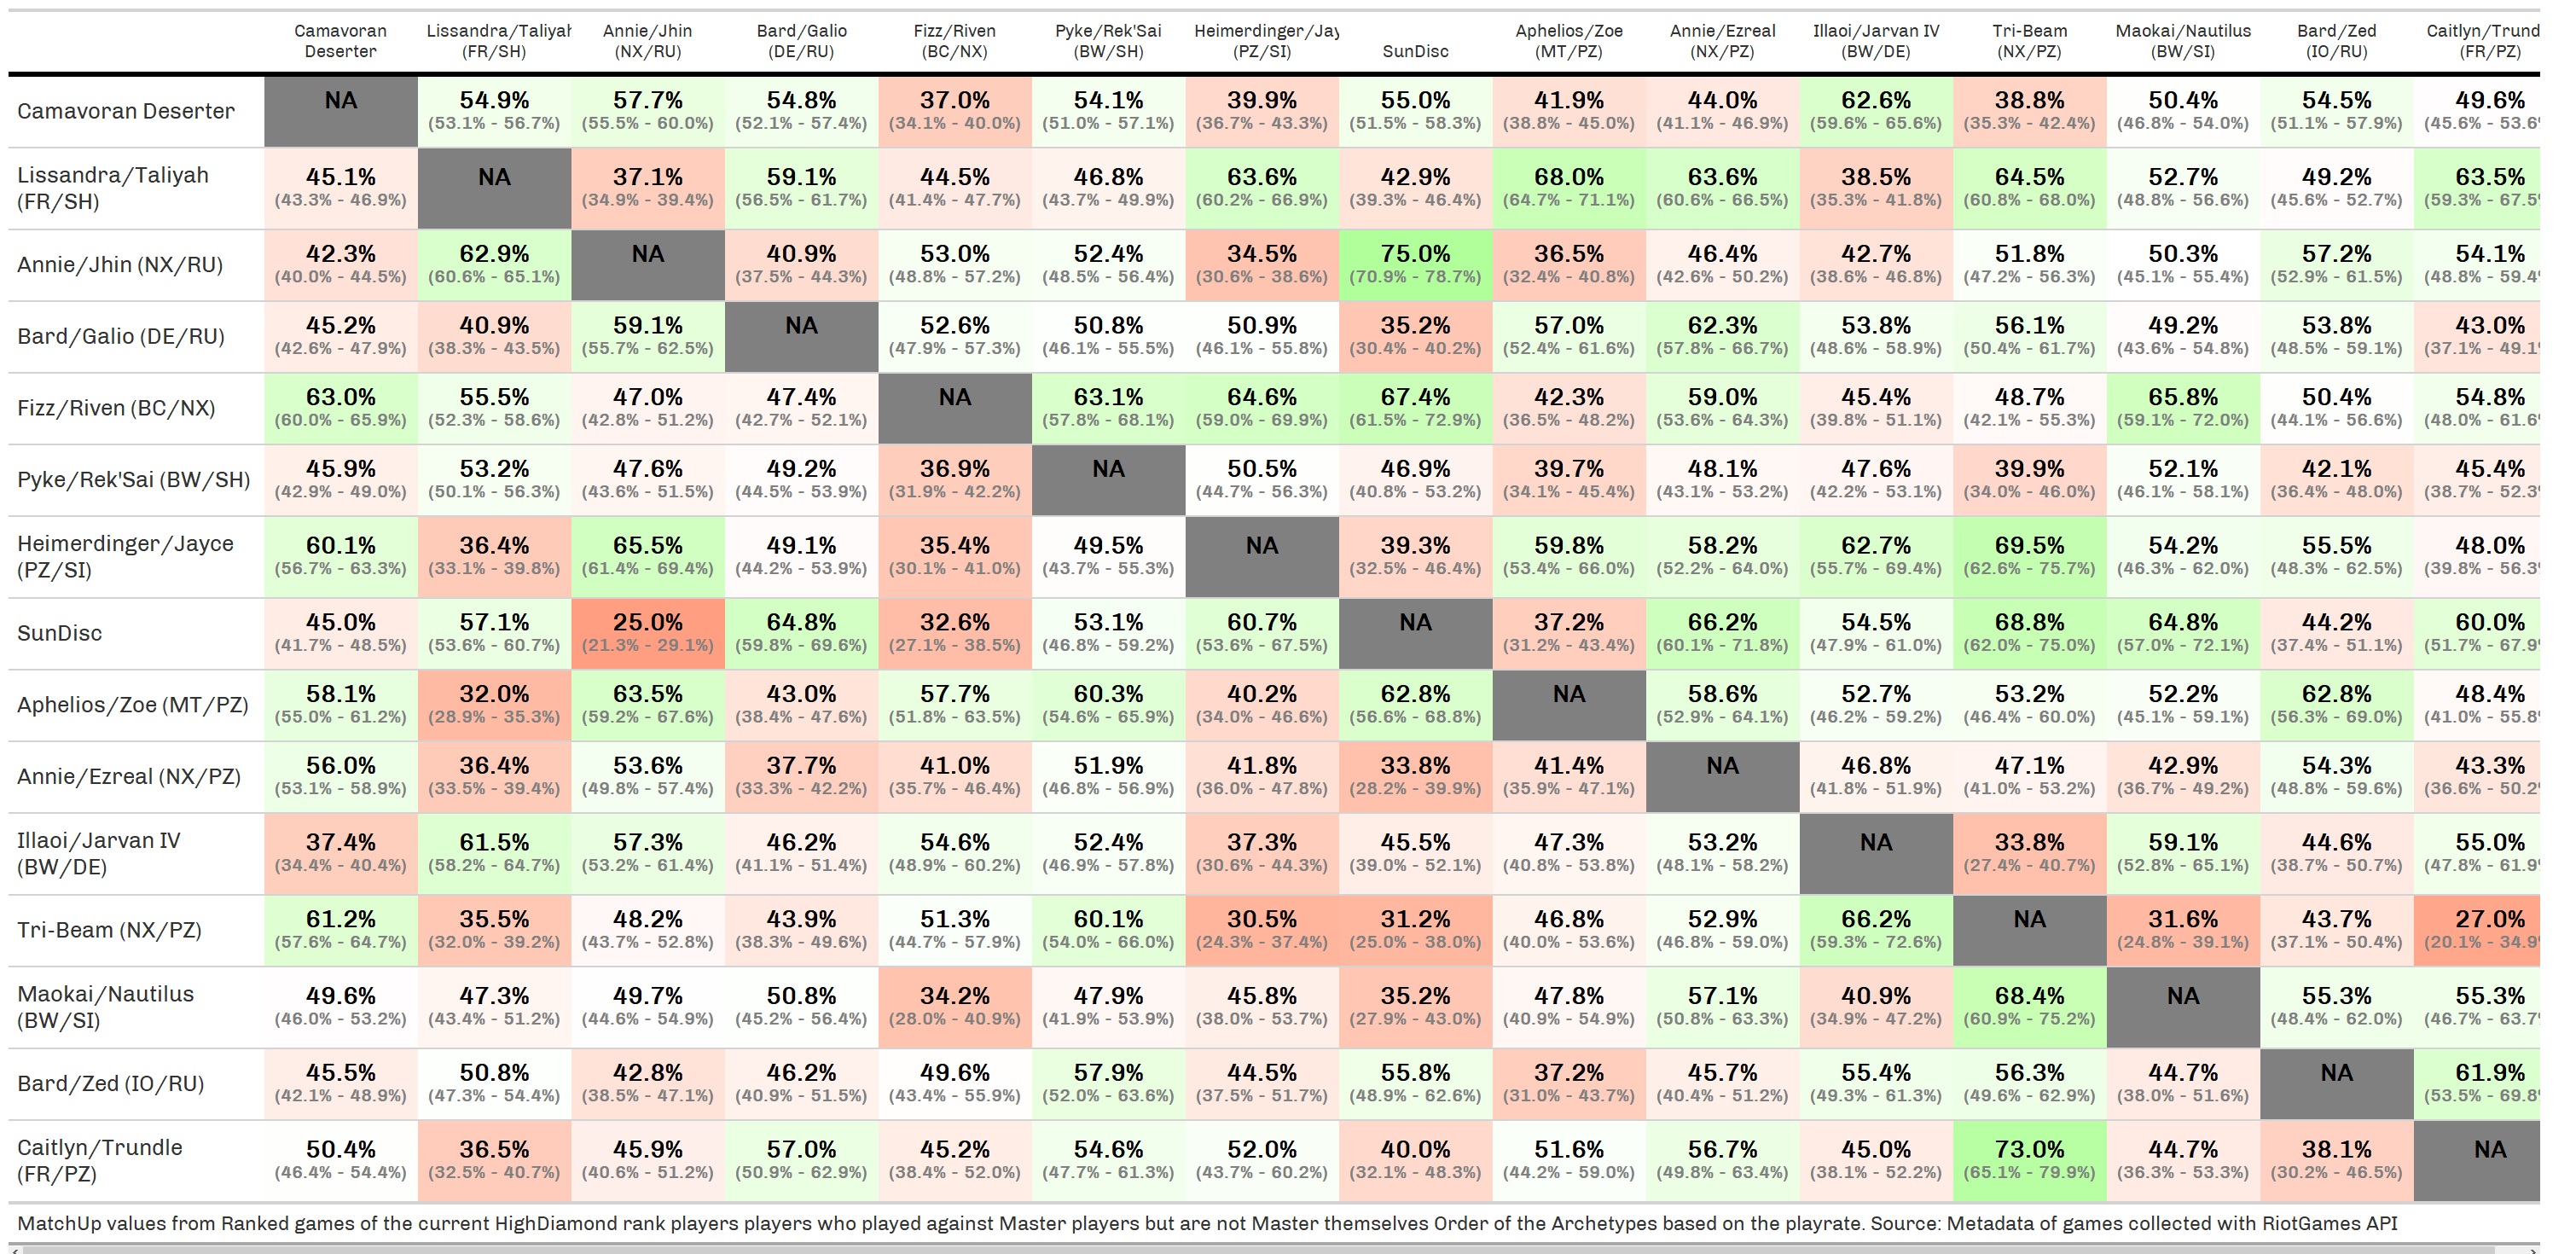 Camavoran Lissandra/Taliyah Annie/Jhin Bard/Galio Fizz/Riven Pyke/Rek'Sai Heimerdinger/Jay Aphelios/Zoe Annie/Ezreal Illaoi/Jarvan IV Tri-Beam Maokai/Nautilus Bard/Zed Caitlyn/Trund
Deserter (FR/SH) (NX/RU) (DE/RU) (BC/NX) (BW/SH) (PZ/SI) SunDisc (MT/PZ) (NX/PZ) (BW/DE) (NX/PZ) (BW/SI) (IO/RU) (FR/PZ)
Camavoran Deserter
NA 54.9% 57.7% 54.8% 37.0% 54.1% 39.9% 55.0% 41.9% 44.0% 62.6% 38.8% 50.4% 54.5% 49.6%
(53.1% - 56.7%) (55.5% - 60.0%) (52.1% - 57.4%) (34.1% - 40.0%) (51.0% - 57.1%) (36.7% - 43.3%) (51.5% - 58.3%) (38.8% - 45.0%) (41.1% - 46.9%) (59.6% - 65.6%) (35.3% - 42.4%) (46.8% - 54.0%) (51.1% - 57.9%) (45.6% - 53.6
Lissandra/Taliyah
(FR/SH)
45.1% NA 37.1% 59.1% 44.5% 46.8% 63.6% 42.9% 68.0% 63.6% 38.5% 64.5% 52.7% 49.2% 63.5%
(43.3% - 46.9%) (34.9% - 39.4%) (56.5% - 61.7%) (41.4% - 47.7%) (43.7% - 49.9%) (60.2% - 66.9%) (39.3% - 46.4%) (64.7% - 71.1%) (60.6% - 66.5%) (35.3% - 41.8%) (60.8% - 68.0%) (48.8% - 56.6%) (45.6% - 52.7%) (59.3% - 67.5
Annie/Jhin (NX/RU)
42.3% 62.9% NA 40.9% 53.0% 52.4% 34.5% 75.0% 36.5% 46.4% 42.7% 51.8% 50.3% 57.2% 54.1%
(40.0% - 44.5%) (60.6% - 65.1%) (37.5% - 44.3%) (48.8% - 57.2%) (48.5% - 56.4%) (30.6% - 38.6%) (70.9% - 78.7%) (32.4% - 40.8%) (42.6% - 50.2%) (38.6% - 46.8%) (47.2% - 56.3%) (45.1% - 55.4%) (52.9% - 61.5%) (48.8% - 59.4
Bard/Galio (DE/RU)
45.2% 40.9% 59.1% NA 52.6% 50.8% 50.9% 35.2% 57.0% 62.3% 53.8% 56.1% 49.2% 53.8% 43.0%
(42.6% - 47.9%) (38.3% - 43.5%) (55.7% - 62.5%) (47.9% - 57.3%) (46.1% - 55.5%) (46.1% - 55.8%) (30.4% - 40.2%) (52.4% - 61.6%) (57.8% - 66.7%) (48.6% - 58.9%) (50.4% - 61.7%) (43.6% - 54.8%) (48.5% - 59.1%) (37.1% - 49.1
Fizz/Riven (BC/NX)
63.0% 55.5% 47.0% 47.4% NA 63.1% 64.6% 67.4% 42.3% 59.0% 45.4% 48.7% 65.8% 50.4% 54.8%
(60.0% - 65.9%) (52.3% - 58.6%) (42.8% - 51.2%) (42.7% - 52.1%) (57.8% - 68.1%) (59.0% - 69.9%) (61.5% - 72.9%) (36.5% - 48.2%) (53.6% - 64.3%) (39.8% - 51.1%) (42.1% - 55.3%) (59.1% - 72.0%) (44.1% - 56.6%) (48.0% - 61.6
Pyke/Rek'Sai (BW/SH)
45.9% 53.2% 47.6% 49.2% 36.9% NA 50.5% 46.9% 39.7% 48.1% 47.6% 39.9% 52.1% 42.1% 45.4%
(42.9% - 49.0%) (50.1% - 56.3%) (43.6% - 51.5%) (44.5% - 53.9%) (31.9% - 42.2%) (44.7% - 56.3%) (40.8% - 53.2%) (34.1% - 45.4%) (43.1% - 53.2%) (42.2% - 53.1%) (34.0% - 46.0%) (46.1% - 58.1%) (36.4% - 48.0%) (38.7% - 52.3
Heimerdinger/Jayce
(PZ/SI)
60.1% 36.4% 65.5% 49.1% 35.4% 49.5% NA 39.3% 59.8% 58.2% 62.7% 69.5% 54.2% 55.5% 48.0%
(56.7% - 63.3%) (33.1% - 39.8%) (61.4% - 69.4%) (44.2% - 53.9%) (30.1% - 41.0%) (43.7% - 55.3%) (32.5% - 46.4%) (53.4% - 66.0%) (52.2% - 64.0%) (55.7% - 69.4%) (62.6% - 75.7%) (46.3% - 62.0%) (48.3% - 62.5%) (39.8% - 56.3
SunDisc
45.0% 57.1% 25.0% 64.8% 32.6% 53.1% 60.7% NA 37.2% 66.2% 54.5% 68.8% 64.8% 44.2% 60.0%
(41.7% - 48.5%) (53.6% - 60.7%) (21.3% - 29.1%) (59.8% - 69.6%) (27.1% - 38.5%) (46.8% - 59.2%) (53.6% - 67.5%) (31.2% - 43.4%) (60.1% - 71.8%) (47.9% - 61.0%) (62.0% - 75.0%) (57.0% - 72.1%) (37.4% - 51.1%) (51.7% - 67.9
Aphelios/Zoe (MT/PZ)
58.1% 32.0% 63.5% 43.0% 57.7% 60.3% 40.2% 62.8% NA 58.6% 52.7% 53.2% 52.2% 62.8% 48.4%
(55.0% - 61.2%) (28.9% - 35.3%) (59.2% - 67.6%) (38.4% - 47.6%) (51.8% - 63.5%) (54.6% - 65.9%) (34.0% - 46.6%) (56.6% - 68.8%) (52.9% - 64.1%) (46.2% - 59.2%) (46.4% - 60.0%) (45.1% - 59.1%) (56.3% - 69.0%) (41.0% - 55.8
Annie/Ezreal (NX/PZ)
56.0% 36.4% 53.6% 37.7% 41.0% 51.9% 41.8% 33.8% 41.4% NA 46.8% 47.1% 42.9% 54.3% 43.3%
(53.1% - 58.9%) (33.5% - 39.4%) (49.8% - 57.4%) (33.3% - 42.2%) (35.7% - 46.4%) (46.8% - 56.9%) (36.0% - 47.8%) (28.2% - 39.9%) (35.9% - 47.1%) (41.8% - 51.9%) (41.0% - 53.2%) (36.7% - 49.2%) (48.8% - 59.6%) (36.6% - 50.2
Illaoi/Jarvan IV
(BW/DE)
37.4% 61.5% 57.3% 46.2% 54.6% 52.4% 37.3% 45.5% 47.3% 53.2% NA 33.8% 59.1% 44.6% 55.0%
(34.4% - 40.4%) (58.2% - 64.7%) (53.2% - 61.4%) (41.1% - 51.4%) (48.9% - 60.2%) (46.9% - 57.8%) (30.6% - 44.3%) (39.0% - 52.1%) (40.8% - 53.8%) (48.1% - 58.2%) (27.4% - 40.7%) (52.8% - 65.1%) (38.7% - 50.7%) (47.8% - 61.9
Tri-Beam (NX/PZ)
61.2% 35.5% 48.2% 43.9% 51.3% 60.1% 30.5% 31.2% 46.8% 52.9% 66.2% NA 31.6% 43.7% 27.0%
(57.6% - 64.7%) (32.0% - 39.2%) (43.7% - 52.8%) (38.3% - 49.6%) (44.7% - 57.9%) (54.0% - 66.0%) (24.3% - 37.4%) (25.0% - 38.0%) (40.0% - 53.6%) (46.8% - 59.0%) (59.3% - 72.6%) (24.8% - 39.1%) (37.1% - 50.4%) (20.1% - 34.9
Maokai/Nautilus
(BW/SI)
49.6% 47.3% 49.7% 50.8% 34.2% 47.9% 45.8% 35.2% 47.8% 57.1% 40.9% 68.4% NA 55.3% 55.3%
(46.0% - 53.2%) (43.4% - 51.2%) (44.6% - 54.9%) (45.2% - 56.4%) (28.0% - 40.9%) (41.9% - 53.9%) (38.0% - 53.7%) (27.9% - 43.0%) (40.9% - 54.9%) (50.8% - 63.3%) (34.9% - 47.2%) (60.9% - 75.2%) (48.4% - 62.0%) (46.7% - 63.7
Bard/Zed (IO/RU)
45.5% 50.8% 42.8% 46.2% 49.6% 57.9% 44.5% 55.8% 37.2% 45.7% 55.4% 56.3% 44.7% NA 61.9%
(42.1% - 48.9%) (47.3% - 54.4%) (38.5% - 47.1%) (40.9% - 51.5%) (43.4% - 55.9%) (52.0% - 63.6%) (37.5% - 51.7%) (48.9% - 62.6%) (31.0% - 43.7%) (40.4% - 51.2%) (49.3% - 61.3%) (49.6% - 62.9%) (38.0% - 51.6%) (53.5% - 69.8
Caitlyn/Trundle
(FR/PZ)
50.4% 36.5% 45.9% 57.0% 45.2% 54.6% 52.0% 40.0% 51.6% 56.7% 45.0% 73.0% 44.7% 38.1% NA
(46.4% - 54.4%) (32.5% - 40.7%) (40.6% - 51.2%) (50.9% - 62.9%) (38.4% - 52.0%) (47.7% - 61.3%) (43.7% - 60.2%) (32.1% - 48.3%) (44.2% - 59.0%) (49.8% - 63.4%) (38.1% - 52.2%) (65.1% - 79.9%) (36.3% - 53.3%) (30.2% - 46.5%)
MatchUp values from Ranked games of the current HighDiamond rank players players who played against Master players but are not Master themselves Order of the Archetypes based on the playrate. Source: Metadata of games collected with RiotGames API